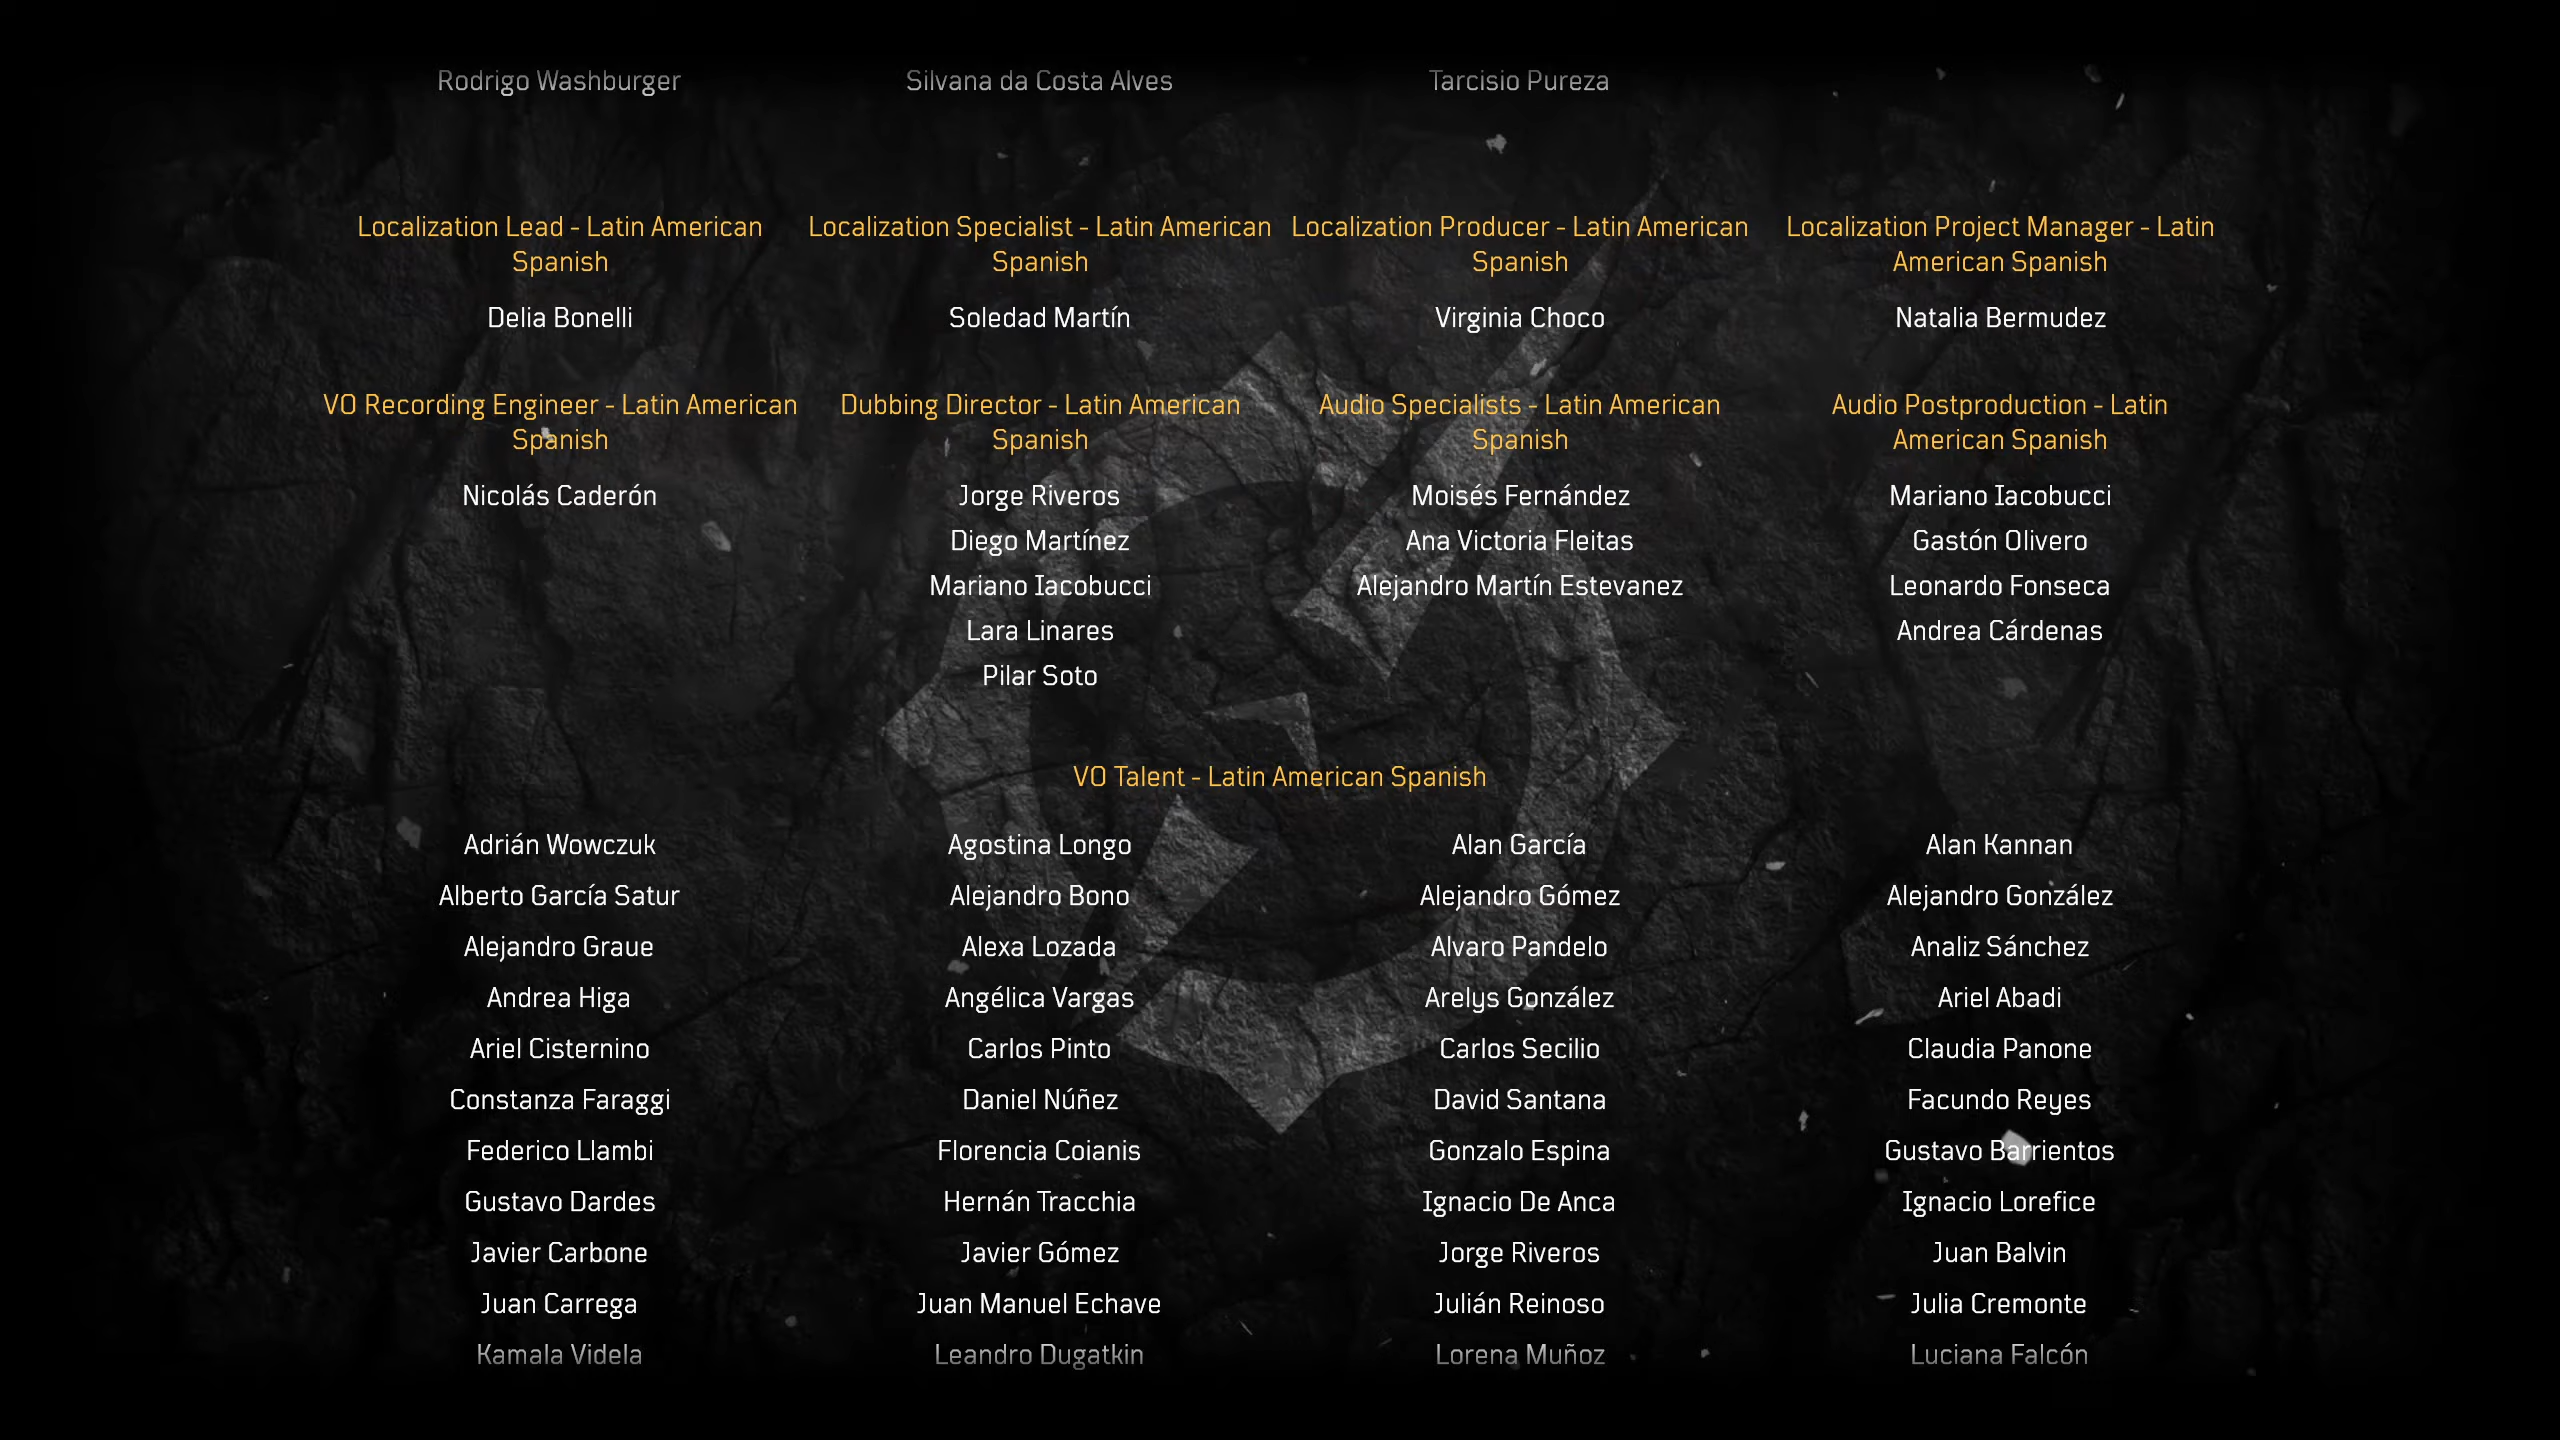 Rodrigo Washburger Silvana da Costa Alves Tarcisio Pureza
Localization Lead - Latin American Spanish
Delia Bonelli
Localization Specialist - Latin American Spanish
Soledad Martín
Localization Producer - Latin American Spanish
Virginia Choco
Localization Project Manager - Latin American Spanish
Natalia Bermudez
VO Recording Engineer - Latin American Spanish
Nicolás Caderón
Dubbing Director - Latin American Spanish
Jorge Riveros
Diego Martínez
Mariano Iacobucci
Lara Linares
Pilar Soto
Audio Specialists - Latin American Spanish
Moisés Fernández
Ana Victoria Fleitas
Alejandro Martín Estevanez
Audio Postproduction - Latin American Spanish
Mariano Iacobucci
Gastón Olivero
Leonardo Fonseca
Andrea Cárdenas
VO Talent - Latin American Spanish
Adrián Wowczuk Agostina Longo Alan García Alan Kannan
Alberto García Satur Alejandro Bono Alejandro Gómez Alejandro González
Alejandro Graue Alexa Lozada Alvaro Pandelo Analiz Sánchez
Andrea Higa Angélica Vargas Arelys González Ariel Abadi
Ariel Cisternino Carlos Pinto Carlos Secilio Claudia Panone
Constanza Faraggi Daniel Núñez David Santana Facundo Reyes
Federico Llambi Florencia Coianis Gonzalo Espina Gustavo Barrientos
Gustavo Dardes Hernán Tracchia Ignacio De Anca Ignacio Lorefice
Javier Carbone Javier Gómez Jorge Riveros Juan Balvin
Juan Carrega Juan Manuel Echave Julián Reinoso Julia Cremonte
Kamala Videla Leandro Dugatkin Lorena Muñoz Luciana Falcón